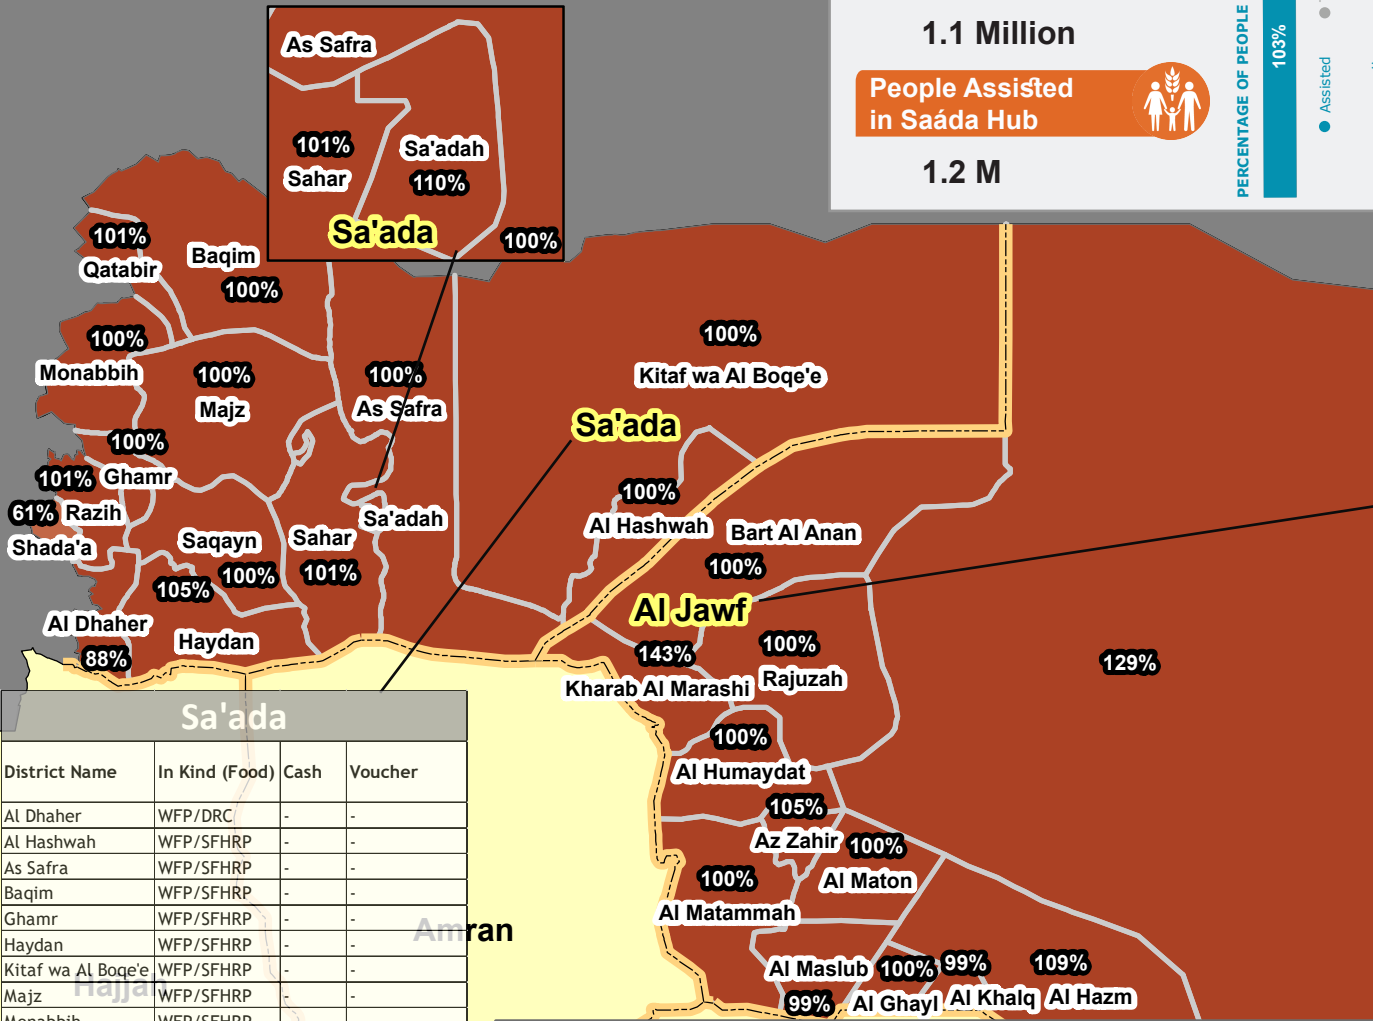 As Safra
101%
Sahar
Sa'adah
110%
Sa'ada
100%
1.1 Million
People Assisted
in Saáda Hub
1.2 M
PERCENTAGE OF PEOPLE
103%
Assisted
101%
Qatabir
Baqim
100%
100%
Monabbih
100%
Majz
100%
As Safra
100%
Kitaf wa Al Boqe'e
Sa'ada
100%
Ghamr
101%
Razih
61%
Shada'a
Saqayn
100%
105%
Haydan
Sahar
101%
Sa'adah
Al Dhaher
88%
100%
Al Hashwah
Bart Al Anan
100%
Al Jawf
143%
Kharab Al Marashi
100%
Rajuzah
129%
100%
Al Humaydat
105%
Az Zahir
100%
Al Maton
100%
Al Matammah
Al Maslub
99%
100%
Al Ghayl
99%
Al Khalq
109%
Al Hazm
Amran
Hajjah
Sa'ada
District Name In Kind (Food) Cash Voucher
Al Dhaher WFP/DRC - -
Al Hashwah WFP/SFHRP - -
As Safra WFP/SFHRP - -
Baqim WFP/SFHRP - -
Ghamr WFP/SFHRP - -
Haydan WFP/SFHRP - -
Kitaf wa Al Boqe'e WFP/SFHRP - -
Majz WFP/SFHRP - -
Monabbih WFP/SFHRP - -